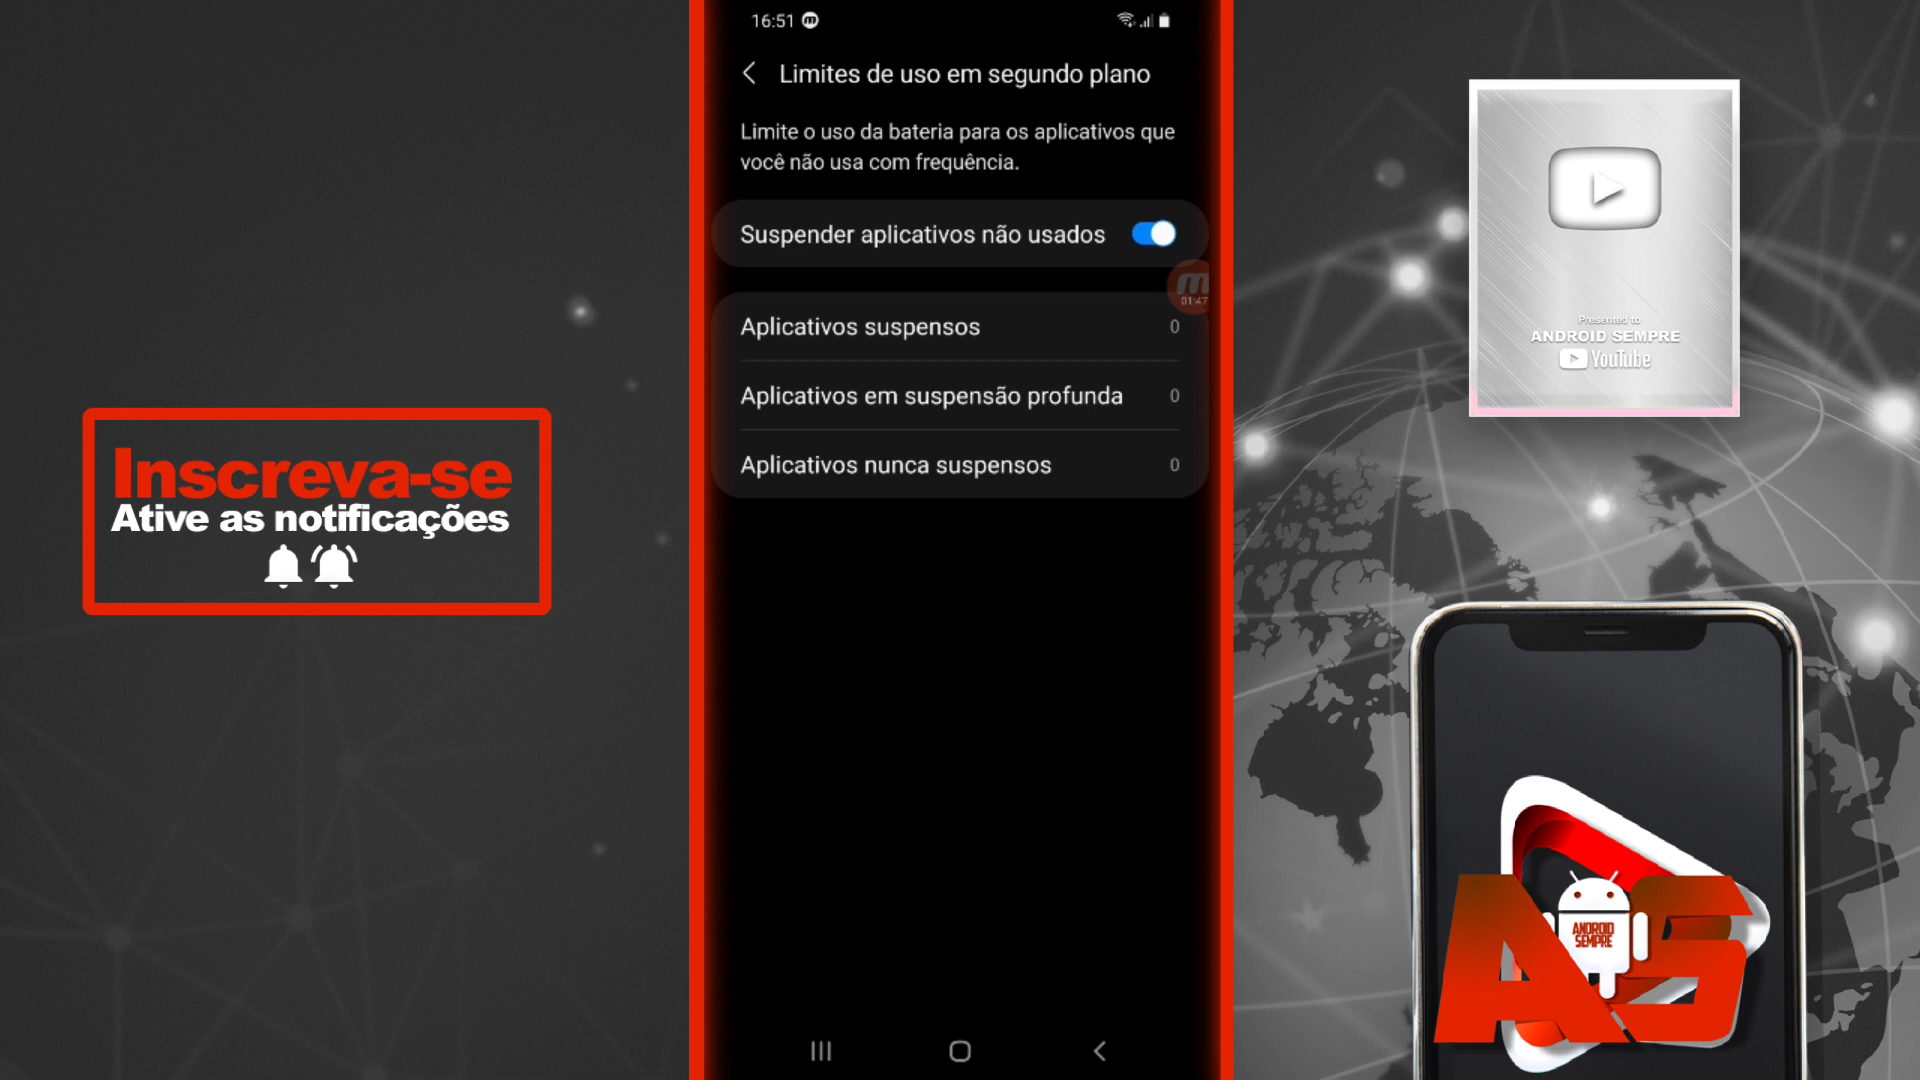 16:51
Limites de uso em segundo plano
Limite o uso da bateria para os aplicativos que
você não usa com frequência.
Suspender aplicativos não usados
01:47
Aplicativos suspensos 0
Aplicativos em suspensão profunda 0
Aplicativos nunca suspensos 0
Inscreva-se
Ative as notificações
Presented to
ANDROID SEMPRE
YouTube
ANDROID
SEMPRE
AS